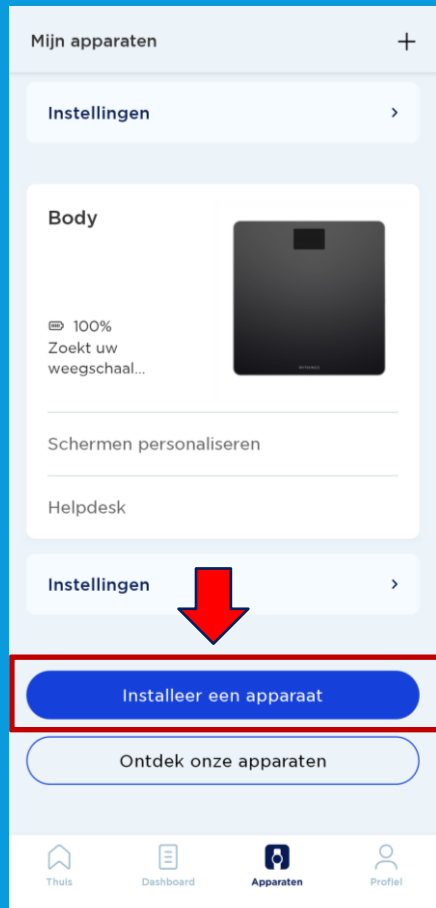 Mijn apparaten
Instellingen
Body
100%
Zoekt uw
weegschaal...
Schermen personaliseren
Helpdesk
Instellingen
Installeer een apparaat
Ontdek onze apparaten
Thuis
Dashboard
Apparaten
Profiel